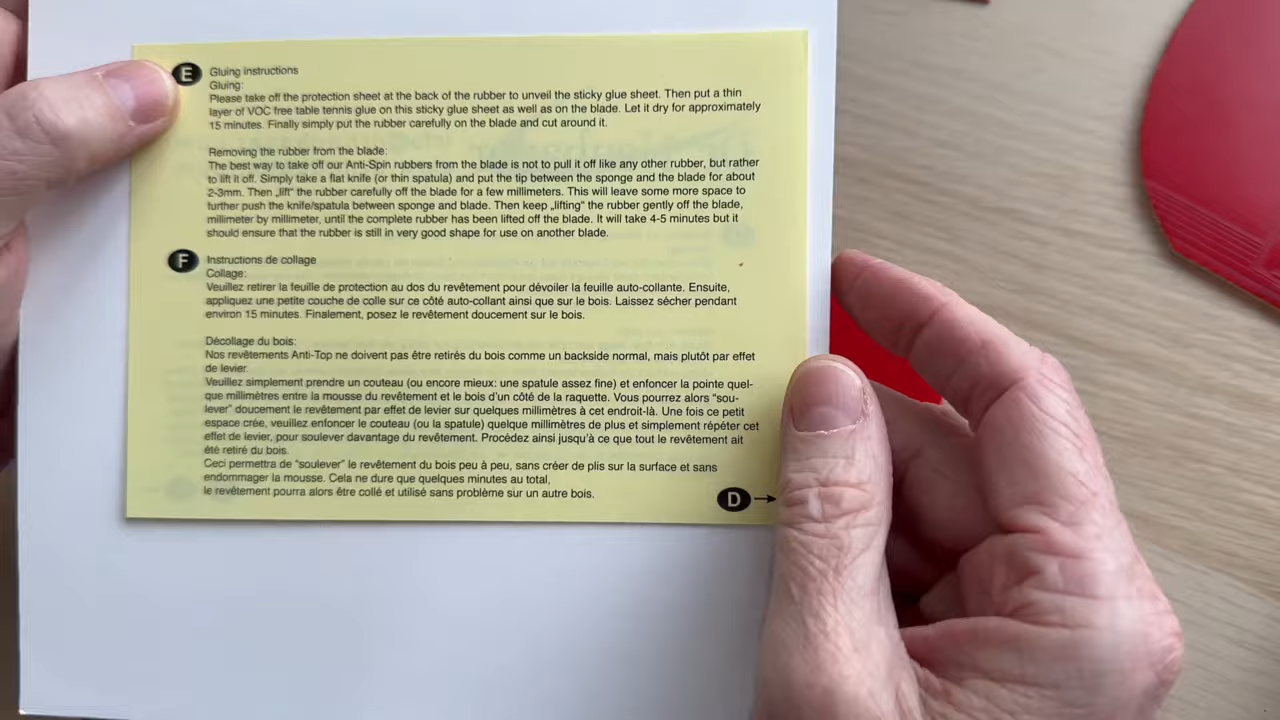 E Gluing instructions
Gluing:
Please take off the protection sheet at the back of the rubber to unveil the sticky glue sheet. Then put a thin
layer of VOC free table tennis glue on this sticky glue sheet as well as on the blade. Let it dry for approximately
15 minutes. Finally simply put the rubber carefully on the blade and cut around it.
Removing the rubber from the blade:
The best way to take off our Anti-Spin rubbers from the blade is not to pull it off like any other rubber, but rather
to lift it off. Simply take a flat knife (or thin spatula) and put the tip between the sponge and the blade for about
2-3mm. Then „lift“ the rubber carefully off the blade for a few millimeters. This will leave some more space to
further push the knife/spatula between sponge and blade. Then keep „lifting“ the rubber gently off the blade,
millimeter by millimeter, until the complete rubber has been lifted off the blade. It will take 4-5 minutes but it
should ensure that the rubber is still in very good shape for use on another blade.
F Instructions de collage
Collage:
Veuillez retirer la feuille de protection au dos du revêtement pour dévoiler la feuille auto-collante. Ensuite,
appliquez une petite couche de colle sur ce côté auto-collant ainsi que sur le bois. Laissez sécher pendant
environ 15 minutes. Finalement, posez le revêtement doucement sur le bois.
Décollage du bois:
Nos revêtements Anti-Top ne doivent pas être retirés du bois comme un backside normal, mais plutôt par effet
de levier.
Veuillez simplement prendre un couteau (ou encore mieux: une spatule assez fine) et enfoncer la pointe quel-
que millimètres entre la mousse du revêtement et le bois d'un côté de la raquette. Vous pourrez alors “sou-
lever” doucement le revêtement par effet de levier sur quelques millimètres à cet endroit-là. Une fois ce petit
espace crée, veuillez enfoncer le couteau (ou la spatule) quelque millimètres de plus et simplement répéter cet
effet de levier, pour soulever davantage du revêtement. Procédez ainsi jusqu'à ce que tout le revêtement ait
été retiré du bois.
Ceci permettra de “soulever” le revêtement du bois peu à peu, sans créer de plis sur la surface et sans
endommager la mousse. Cela ne dure que quelques minutes au total,
le revêtement pourra alors être collé et utilisé sans problème sur un autre bois.
D →